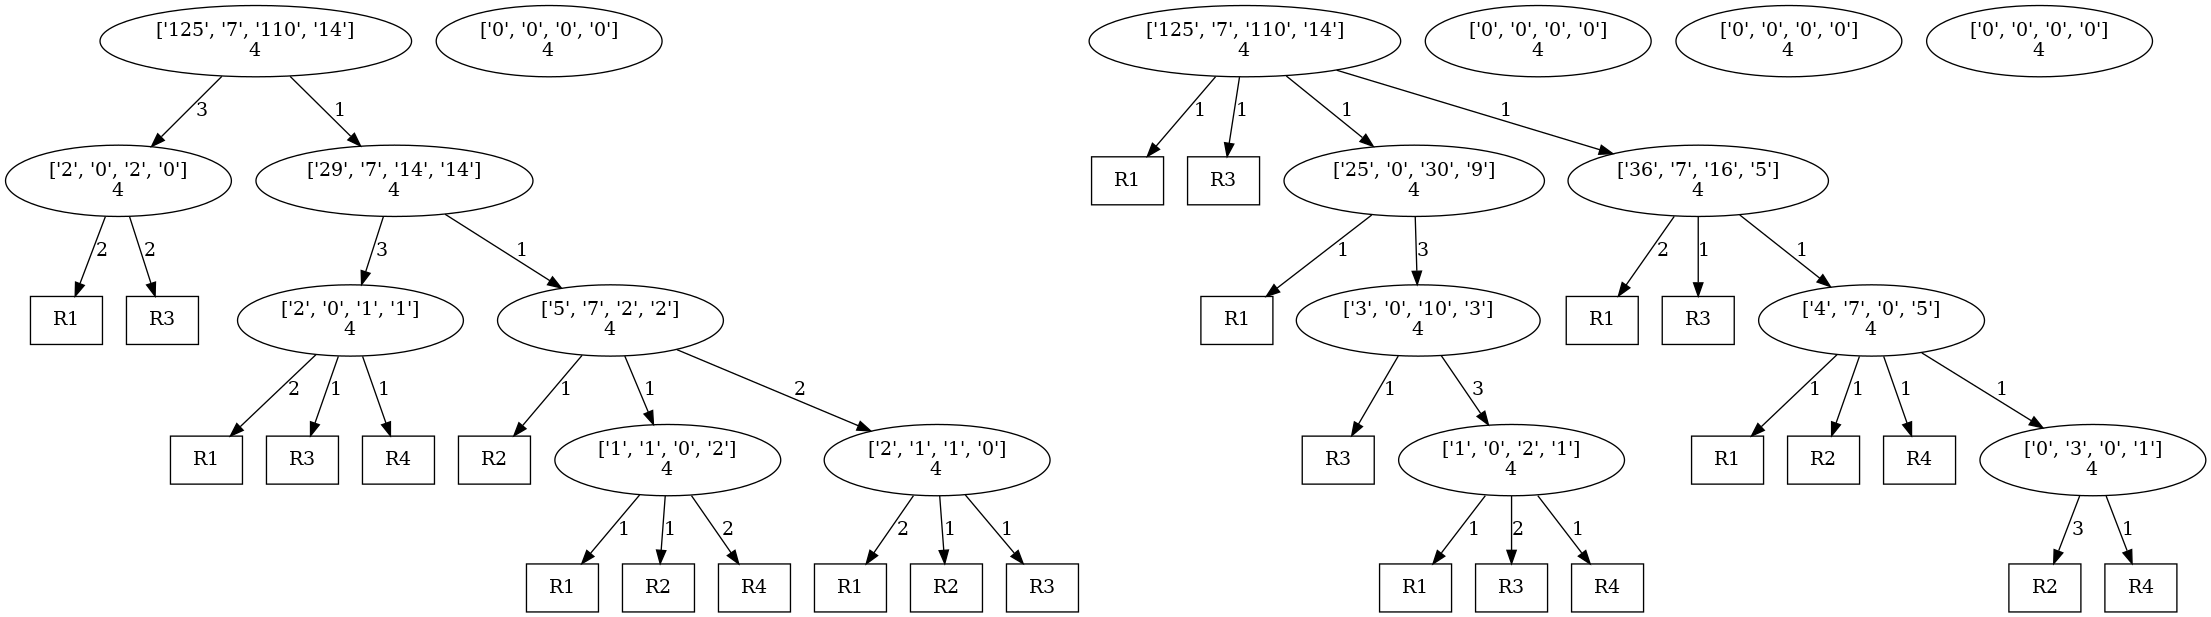 ['125', '7', '110', '14']
4
['0', '0', '0', '0']
4
['125', '7', '110', '14']
4
['0', '0', '0', '0']
4
['0', '0', '0', '0']
4
['0', '0', '0', '0']
4
3
1
1
1
1
1
['2', '0', '2', '0']
4
['29', '7', '14', '14']
4
R1
R3
['25', '0', '30', '9']
4
['36', '7', '16', '5']
4
2
2
3
1
1
3
2
1
1
R1
R3
['2', '0', '1', '1']
4
['5', '7', '2', '2']
4
R1
['3', '0', '10', '3']
4
R1
R3
['4', '7', '0', '5']
4
2
1
1
1
1
2
1
3
1
1
1
1
R1
R3
R4
R2
['1', '1', '0', '2']
4
['2', '1', '1', '0']
4
R3
['1', '0', '2', '1']
4
R1
R2
R4
['0', '3', '0', '1']
4
1
1
2
2
1
1
1
2
1
3
1
R1
R2
R4
R1
R2
R3
R1
R3
R4
R2
R4